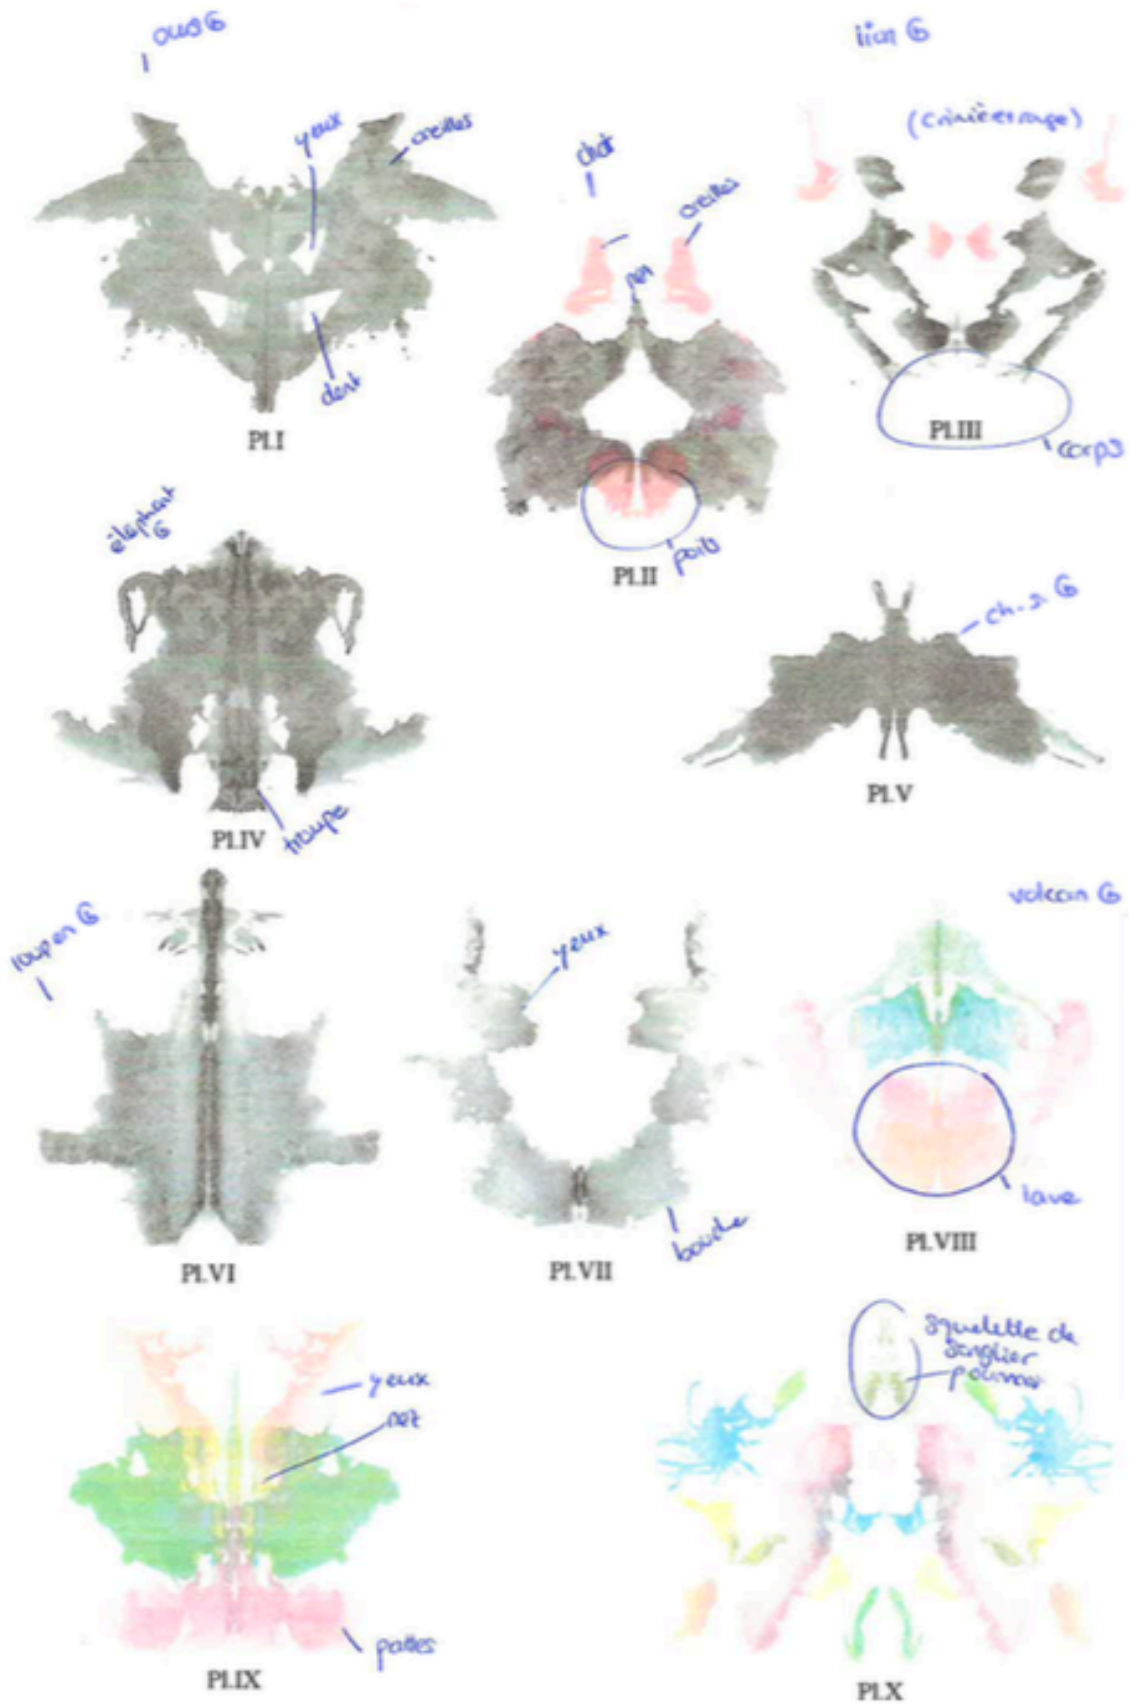 lion G
yeux
oreilles
(crinière rouge)
chat
oreilles
nez
dent
Pl.I
Pl.III
corps
éléphant
G
Pl.II
poils
ch-s G
Pl.IV
trompe
Pl.V
loup en G
volcan G
yeux
lave
bouche
Pl.VI
Pl.VII
Pl.VIII
squelette de
sanglier
poumons
yeux
nez
pattes
Pl.IX
Pl.X